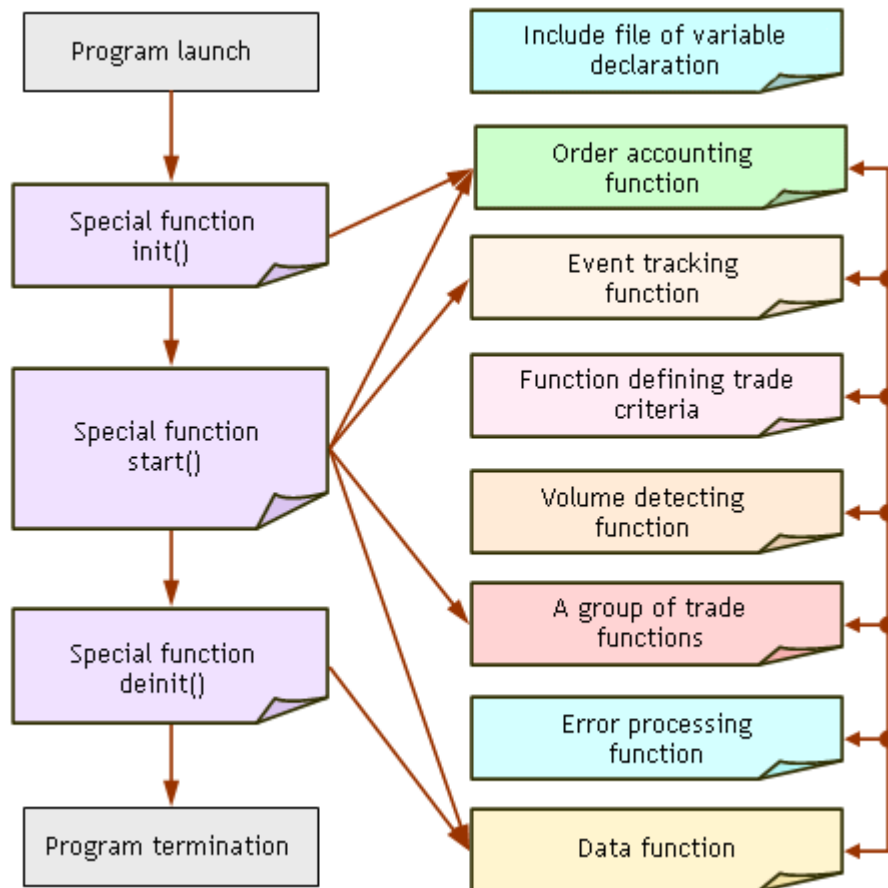 Program launch
Special function
init()
Special function
start()
Special function
deinit()
Program termination
Include file of variable
declaration
Order accounting
function
Event tracking
function
Function defining trade
criteria
Volume detecting
function
A group of trade
functions
Error processing
function
Data function